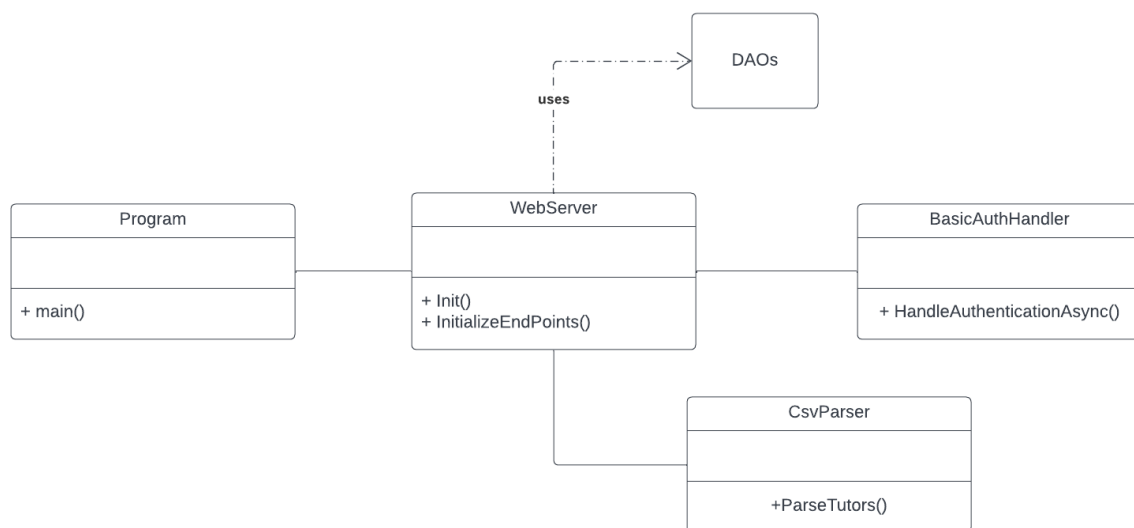 DAOs
uses
Program
+ main()
WebServer
+ Init()
+ InitializeEndPoints()
BasicAuthHandler
+ HandleAuthenticationAsync()
CsvParser
+ParseTutors()